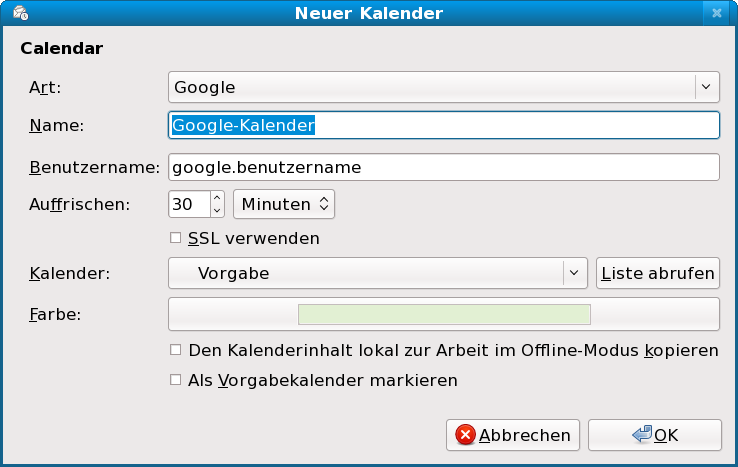 Neuer Kalender
Calendar
Art: Google
Name: Google-Kalender
Benutzername: google.benutzername
Auffrischen: 30 Minuten
SSL verwenden
Kalender: Vorgabe Liste abrufen
Farbe:
Den Kalenderinhalt lokal zur Arbeit im Offline-Modus kopieren
Als Vorgabekalender markieren
Abbrechen OK